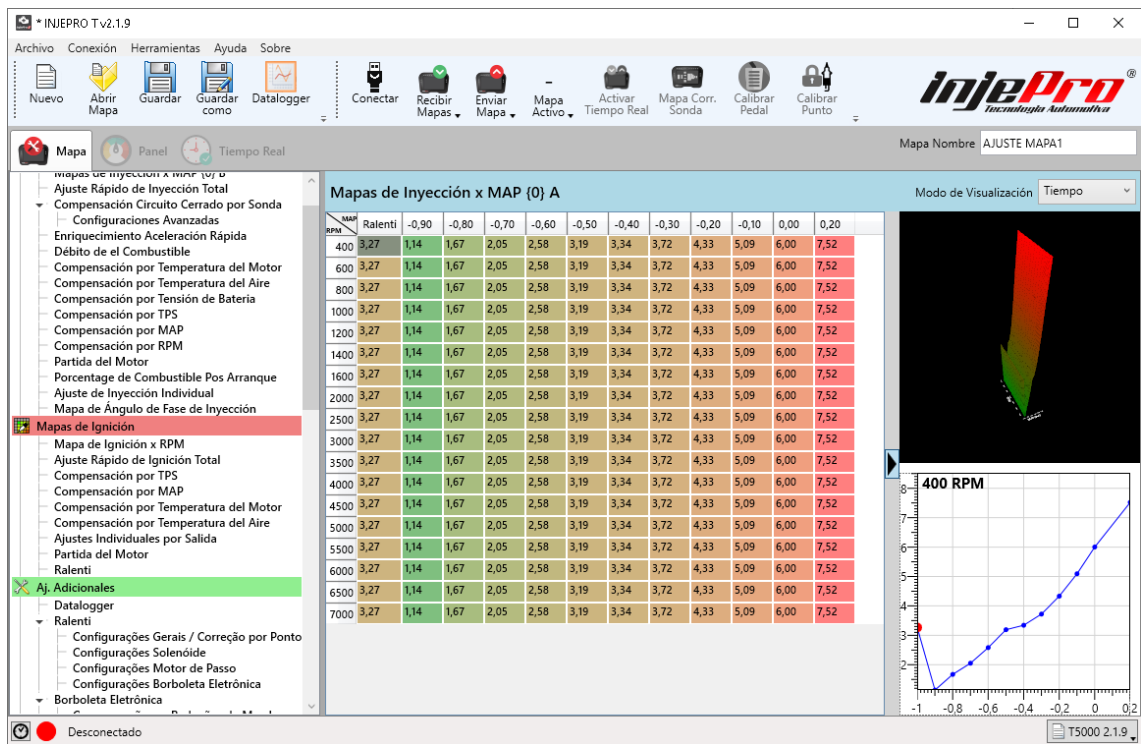 * INJEPRO T v2.1.9
Archivo Conexión Herramientas Ayuda Sobre
Nuevo
Abrir Mapa
Guardar
Guardar como
Datalogger
Conectar
Recibir Mapas
Enviar Mapa
-
Mapa Activo
Activar Tiempo Real
Mapa Corr. Sonda
Calibrar Pedal
Calibrar Punto
injePro®
Tecnologia Automotiva
Mapa
Panel
Tiempo Real
Mapa Nombre AJUSTE MAPA1
Mapas de Inyección x MAP {0} B
Ajuste Rápido de Inyección Total
Compensación Circuito Cerrado por Sonda
Configuraciones Avanzadas
Enriquecimiento Aceleración Rápida
Débito de el Combustible
Compensación por Temperatura del Motor
Compensación por Temperatura del Aire
Compensación por Tensión de Bateria
Compensación por TPS
Compensación por MAP
Compensación por RPM
Partida del Motor
Porcentage de Combustible Pos Arranque
Ajuste de Inyección Individual
Mapa de Ángulo de Fase de Inyección
Mapas de Ignición
Mapa de Ignición x RPM
Ajuste Rápido de Ignición Total
Compensación por TPS
Compensación por MAP
Compensación por Temperatura del Motor
Compensación por Temperatura del Aire
Ajustes Individuales por Salida
Partida del Motor
Ralenti
Aj. Adicionales
Datalogger
Ralenti
Configurações Gerais / Correção por Ponto
Configurações Solenóide
Configurações Motor de Passo
Configurações Borboleta Eletrônica
Borboleta Eletrônica
Mapas de Inyección x MAP {0} A
Modo de Visualización Tiempo
MAP RPM Ralenti -0,90 -0,80 -0,70 -0,60 -0,50 -0,40 -0,30 -0,20 -0,10 0,00 0,20
400 3,27 1,14 1,67 2,05 2,58 3,19 3,34 3,72 4,33 5,09 6,00 7,52
600 3,27 1,14 1,67 2,05 2,58 3,19 3,34 3,72 4,33 5,09 6,00 7,52
800 3,27 1,14 1,67 2,05 2,58 3,19 3,34 3,72 4,33 5,09 6,00 7,52
1000 3,27 1,14 1,67 2,05 2,58 3,19 3,34 3,72 4,33 5,09 6,00 7,52
1200 3,27 1,14 1,67 2,05 2,58 3,19 3,34 3,72 4,33 5,09 6,00 7,52
1400 3,27 1,14 1,67 2,05 2,58 3,19 3,34 3,72 4,33 5,09 6,00 7,52
1600 3,27 1,14 1,67 2,05 2,58 3,19 3,34 3,72 4,33 5,09 6,00 7,52
2000 3,27 1,14 1,67 2,05 2,58 3,19 3,34 3,72 4,33 5,09 6,00 7,52
2500 3,27 1,14 1,67 2,05 2,58 3,19 3,34 3,72 4,33 5,09 6,00 7,52
3000 3,27 1,14 1,67 2,05 2,58 3,19 3,34 3,72 4,33 5,09 6,00 7,52
3500 3,27 1,14 1,67 2,05 2,58 3,19 3,34 3,72 4,33 5,09 6,00 7,52
4000 3,27 1,14 1,67 2,05 2,58 3,19 3,34 3,72 4,33 5,09 6,00 7,52
4500 3,27 1,14 1,67 2,05 2,58 3,19 3,34 3,72 4,33 5,09 6,00 7,52
5000 3,27 1,14 1,67 2,05 2,58 3,19 3,34 3,72 4,33 5,09 6,00 7,52
5500 3,27 1,14 1,67 2,05 2,58 3,19 3,34 3,72 4,33 5,09 6,00 7,52
6000 3,27 1,14 1,67 2,05 2,58 3,19 3,34 3,72 4,33 5,09 6,00 7,52
6500 3,27 1,14 1,67 2,05 2,58 3,19 3,34 3,72 4,33 5,09 6,00 7,52
7000 3,27 1,14 1,67 2,05 2,58 3,19 3,34 3,72 4,33 5,09 6,00 7,52
400 RPM
8
7
6
5
4
3
2
-1 -0,8 -0,6 -0,4 -0,2 0 0,2
Desconectado
T5000 2.1.9